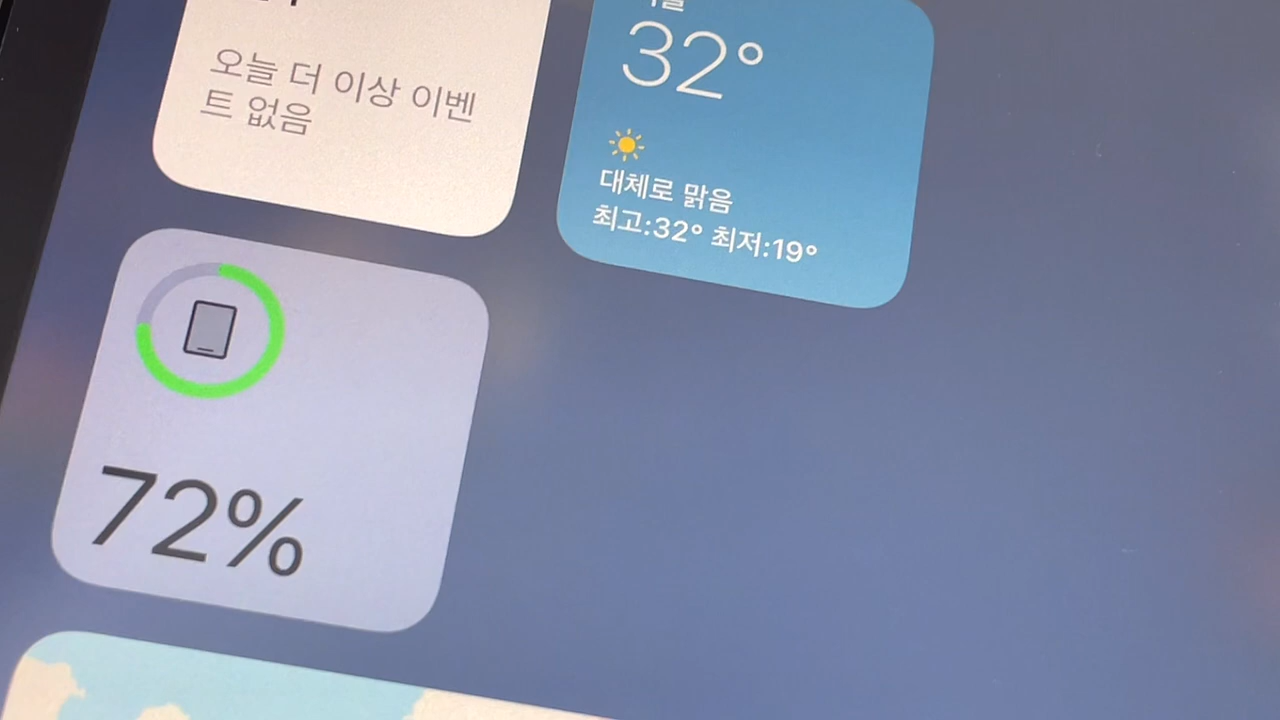 오늘 더 이상 이벤
트 없음
32°
대체로 맑음
최고:32° 최저:19°
72%